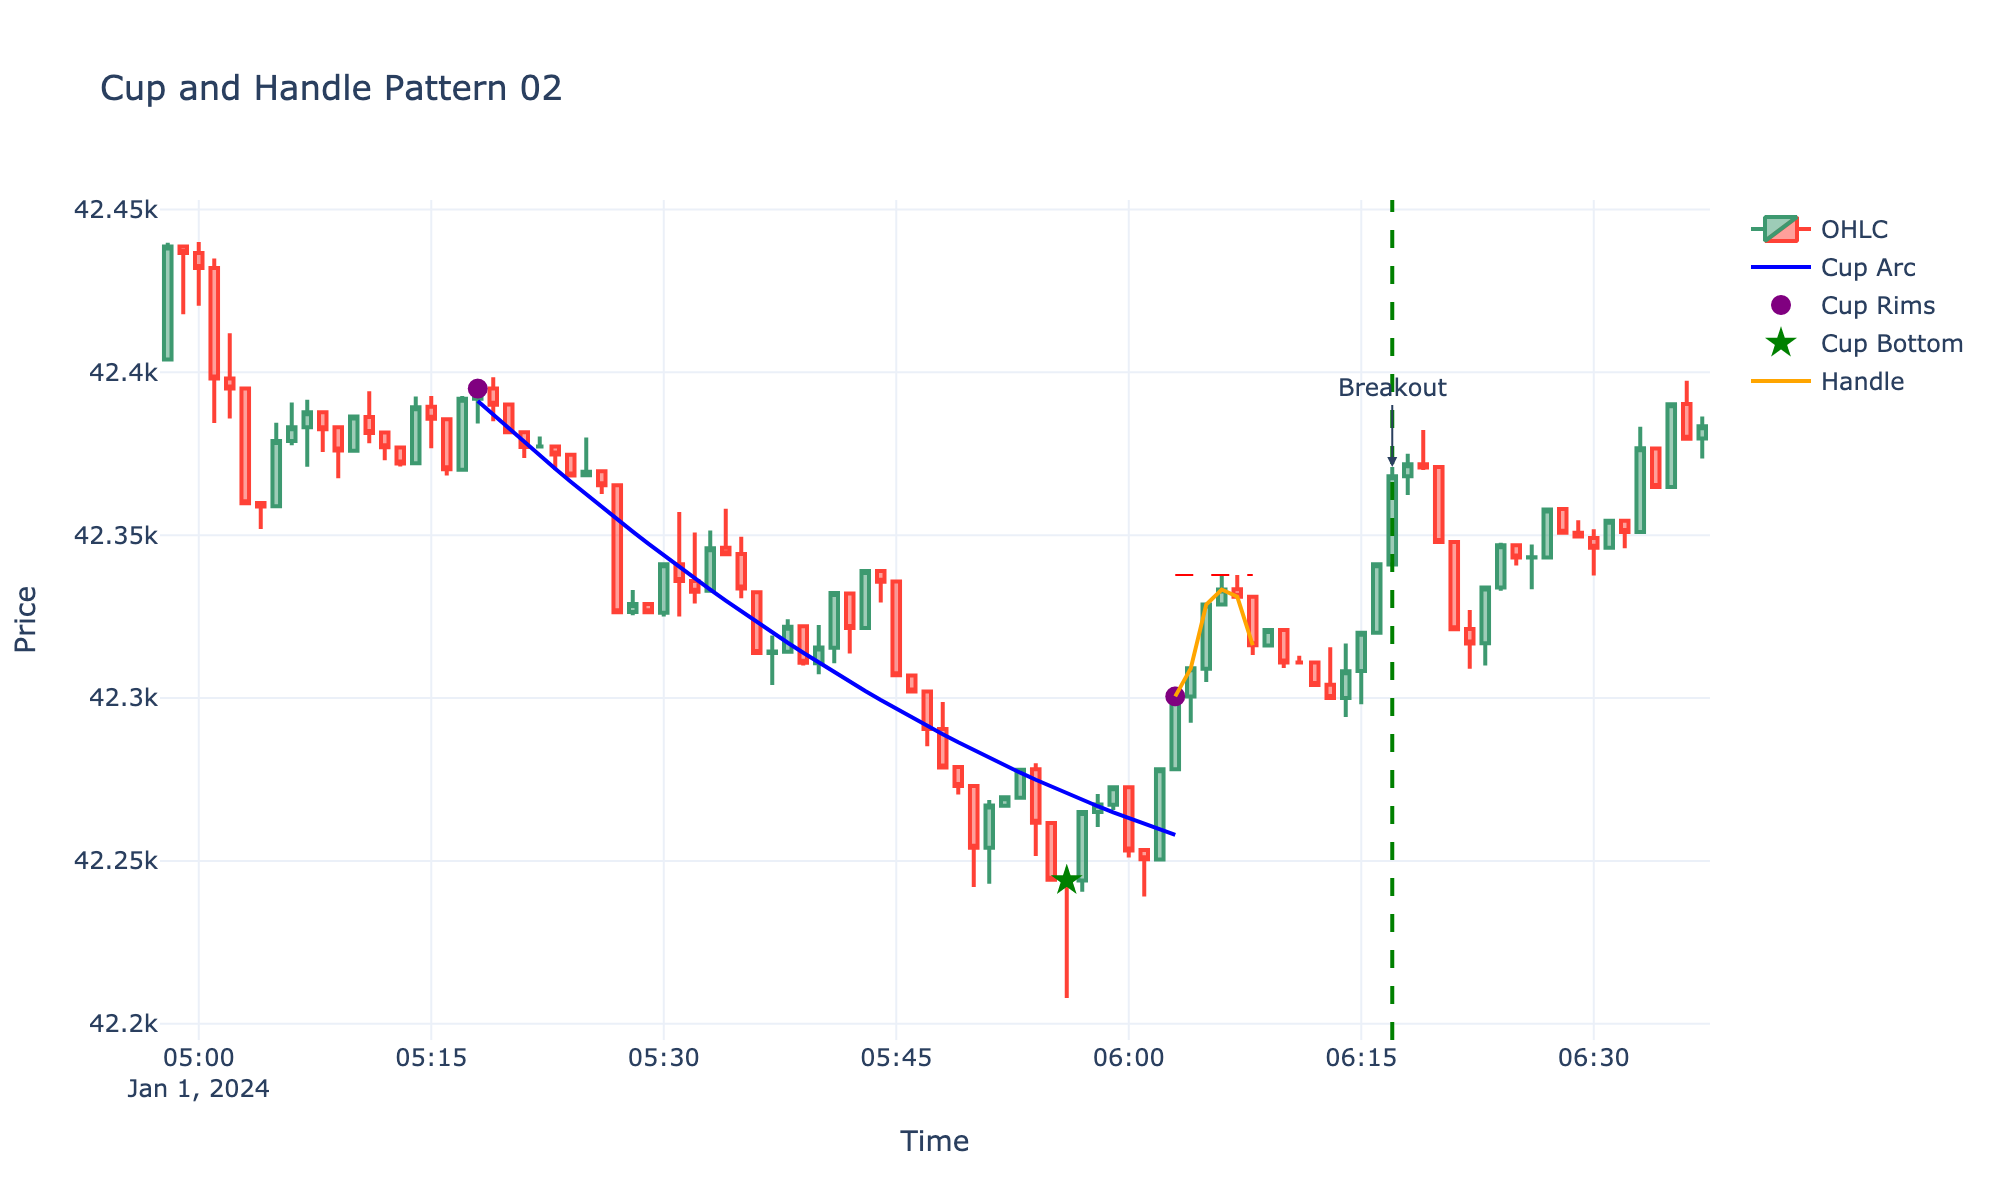 Cup and Handle Pattern 02
42.45k
42.4k
42.35k
42.3k
42.25k
42.2k
Price
Breakout
05:00
05:15
05:30
05:45
06:00
06:15
06:30
Jan 1, 2024
Time
OHLC
Cup Arc
Cup Rims
Cup Bottom
Handle